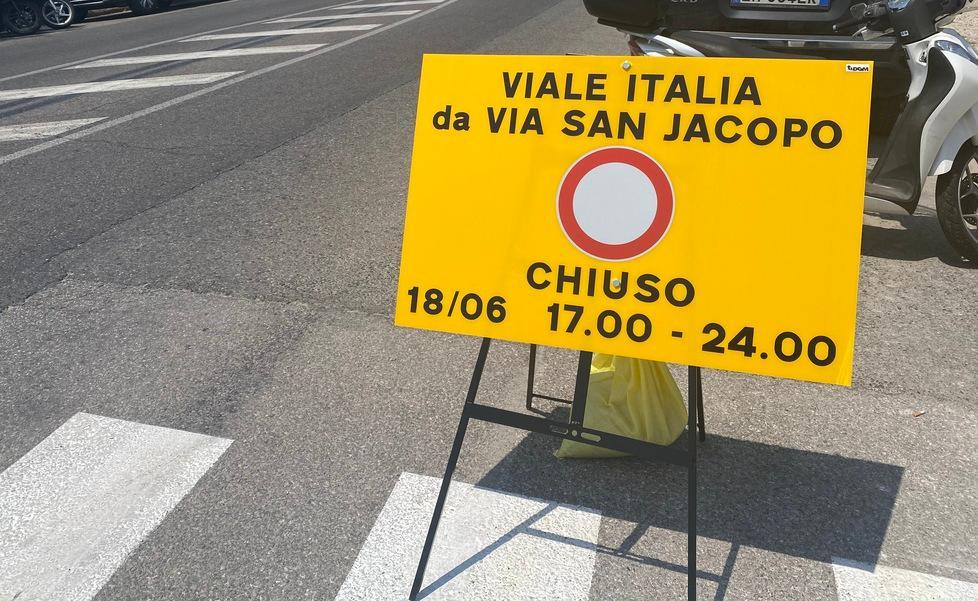 VIALE ITALIA
da VIA SAN JACOPO
CHIUSO
18/06 17.00 - 24.00